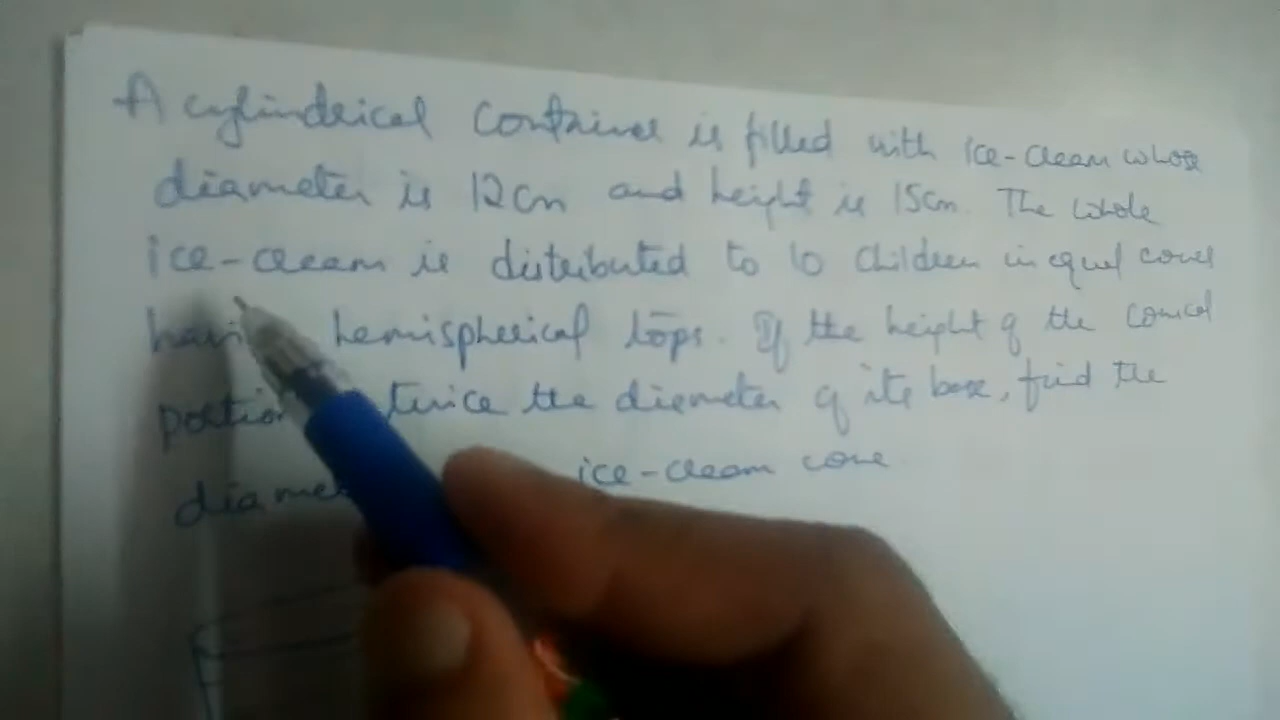 A cylindrical container is filled with ice-cream whose
diameter is 12cm and height is 15cm. The whole
ice-cream is distributed to 10 children in equal cones
hemispherical tops. If the height of the conical
portion twice the diameter of its base, find the
ice-cream cone